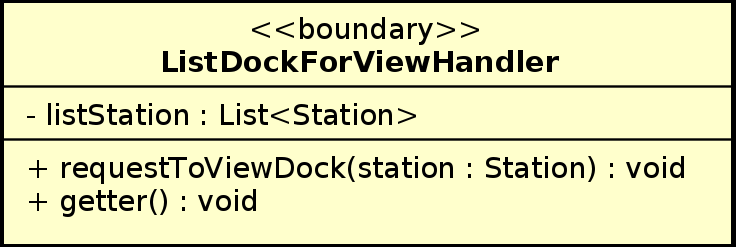 <<boundary>>
ListDockForViewHandler
- listStation : List<Station>
+ requestToViewDock(station : Station) : void
+ getter() : void